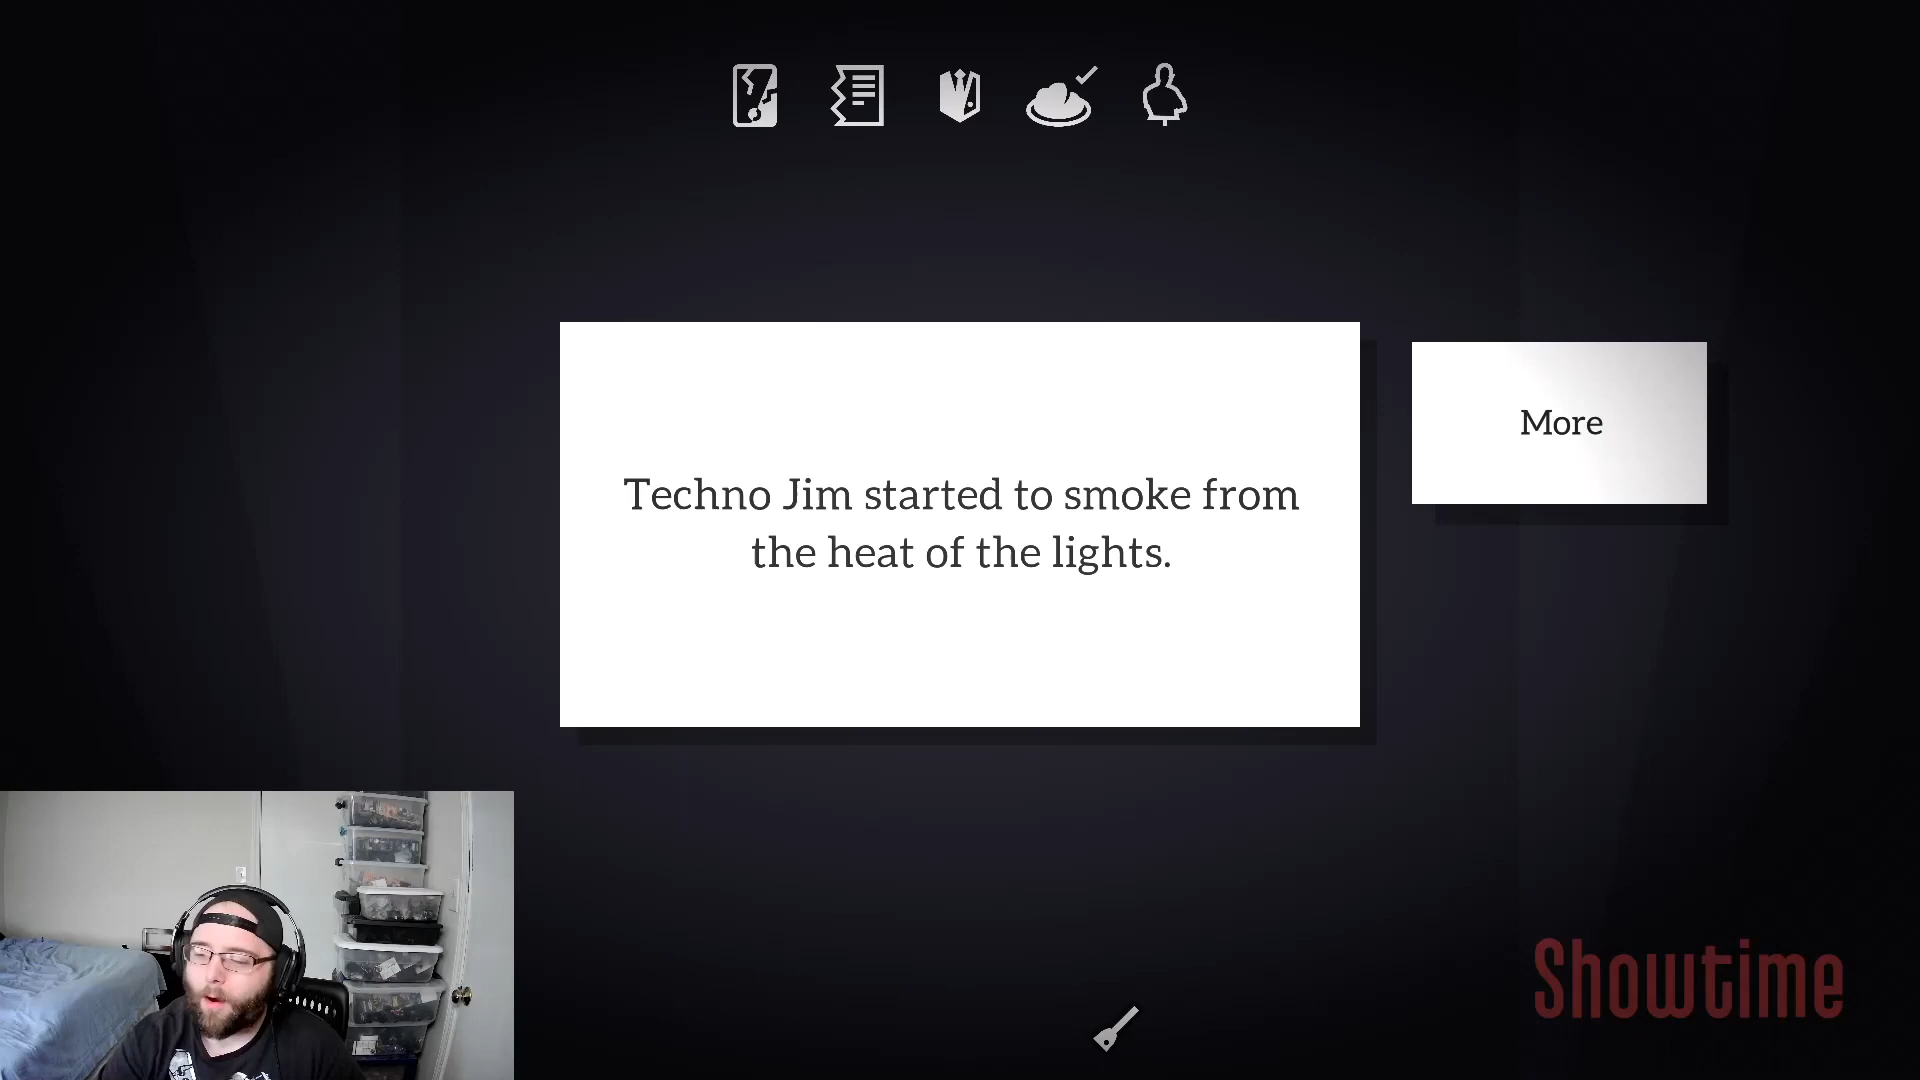 Techno Jim started to smoke from
the heat of the lights.
More
Showtime